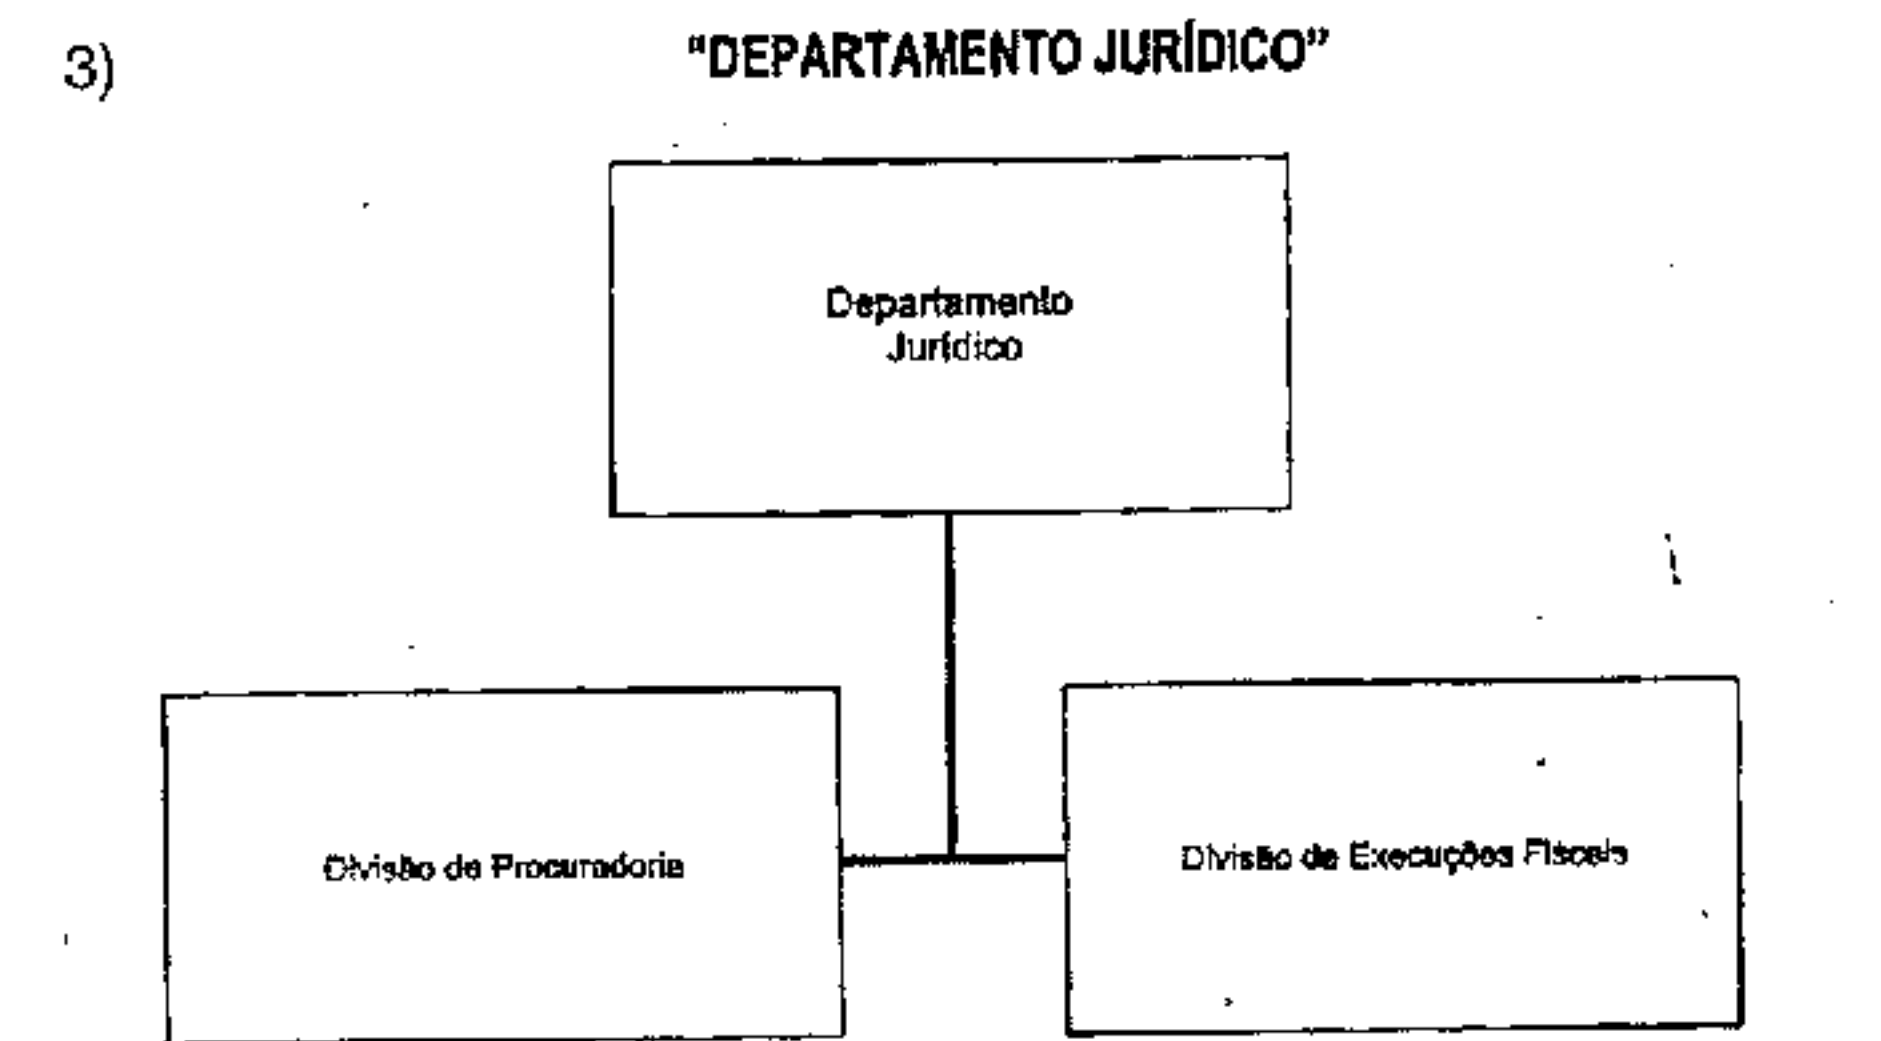 3)
"DEPARTAMENTO JURÍDICO"
Departamento
Jurídico
Divisão de Procuradoria
Divisão de Execuções Fiscais